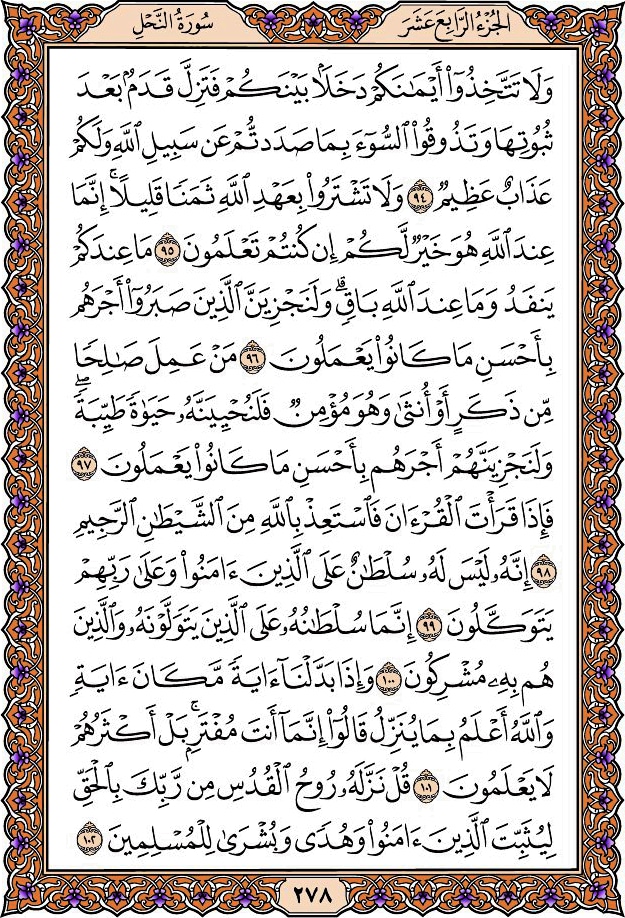 سُورَةُ النَّحْلِ
الجُزْءُ الرَّابِعَ عَشَرَ
وَلَا تَتَّخِذُوٓا۟ أَيْمَٰنَكُمْ دَخَلًۢا بَيْنَكُمْ فَتَزِلَّ قَدَمٌۢ بَعْدَ
ثُبُوتِهَا وَتَذُوقُوا۟ ٱلسُّوٓءَ بِمَا صَدَدتُّمْ عَن سَبِيلِ ٱللَّهِ وَلَكُمْ
عَذَابٌ عَظِيمٌ ٩٤ وَلَا تَشْتَرُوا۟ بِعَهْدِ ٱللَّهِ ثَمَنًا قَلِيلًا ۚ إِنَّمَا
عِندَ ٱللَّهِ هُوَ خَيْرٌ لَّكُمْ إِن كُنتُمْ تَعْلَمُونَ ٩٥ مَا عِندَكُمْ
يَنفَدُ وَمَا عِندَ ٱللَّهِ بَاقٍ ۗ وَلَنَجْزِيَنَّ ٱلَّذِينَ صَبَرُوٓا۟ أَجْرَهُم
بِأَحْسَنِ مَا كَانُوا۟ يَعْمَلُونَ ٩٦ مَنْ عَمِلَ صَٰلِحًا
مِّن ذَكَرٍ أَوْ أُنثَىٰ وَهُوَ مُؤْمِنٌ فَلَنُحْيِيَنَّهُۥ حَيَوٰةً طَيِّبَةً ۖ
وَلَنَجْزِيَنَّهُمْ أَجْرَهُم بِأَحْسَنِ مَا كَانُوا۟ يَعْمَلُونَ ٩٧
فَإِذَا قَرَأْتَ ٱلْقُرْءَانَ فَٱسْتَعِذْ بِٱللَّهِ مِنَ ٱلشَّيْطَٰنِ ٱلرَّجِيمِ
٩٨ إِنَّهُۥ لَيْسَ لَهُۥ سُلْطَٰنٌ عَلَى ٱلَّذِينَ ءَامَنُوا۟ وَعَلَىٰ رَبِّهِمْ
يَتَوَكَّلُونَ ٩٩ إِنَّمَا سُلْطَٰنُهُۥ عَلَى ٱلَّذِينَ يَتَوَلَّوْنَهُۥ وَٱلَّذِينَ
هُم بِهِۦ مُشْرِكُونَ ١٠٠ وَإِذَا بَدَّلْنَآ ءَايَةً مَّكَانَ ءَايَةٍ ۙ
وَٱللَّهُ أَعْلَمُ بِمَا يُنَزِّلُ قَالُوٓا۟ إِنَّمَآ أَنتَ مُفْتَرٍۭ ۚ بَلْ أَكْثَرُهُمْ
لَا يَعْلَمُونَ ١٠١ قُلْ نَزَّلَهُۥ رُوحُ ٱلْقُدُسِ مِن رَّبِّكَ بِٱلْحَقِّ
لِيُثَبِّتَ ٱلَّذِينَ ءَامَنُوا۟ وَهُدًى وَبُشْرَىٰ لِلْمُسْلِمِينَ ١٠٢
٢٧٨